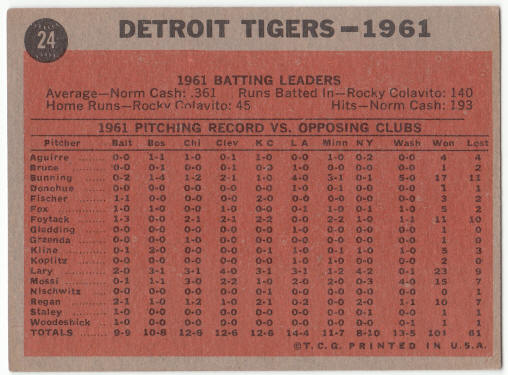 24
DETROIT TIGERS—1961
1961 BATTING LEADERS
Average—Norm Cash: .361 Runs Batted In—Rocky Colavito: 140
Home Runs—Rocky Colavito: 45 Hits—Norm Cash: 193
1961 PITCHING RECORD VS. OPPOSING CLUBS
Pitcher Balt Bos Chi Clev K C L A Minn N Y Wash Won Lost
Aguirre 0-0 1-1 1-0 0-1 1-0 0-0 1-0 0-2 0-0 4 4
Bruce 0-0 0-1 0-0 0-1 1-0 0-0 0-0 0-0 1 2
Bunning 0-2 1-4 1-2 2-1 1-0 4-0 3-1 0-1 5-0 17 11
Donohue 0-0 0-1 0-0 0-0 0-0 1-0 0-0 0-0 0-0 1 1
Fischer 1-1 0-1 0-0 0-0 2-0 0-0 0-0 0-0 0-0 3 2
Fox 1-0 1-0 0-0 1-0 0-0 0-1 1-0 0-1 1-0 5 2
Foytack 1-3 0-0 2-1 2-1 2-2 0-0 2-2 1-0 1-1 11 10
Gladding 0-0 0-0 0-0 0-0 0-0 1-0 0-0 0-0 0-0 1 0
Grzenda 0-0 0-0 1-0 0-0 0-0 0-0 0-0 0-0 0-0 1 0
Kline 0-1 2-0 0-0 0-0 1-0 0-1 0-1 1-0 1-0 5 3
Koplitz 0-0 0-0 0-0 1-0 0-0 0-0 1-0 0-0 0-0 2 0
Lary 2-0 3-1 3-1 4-0 3-1 3-1 1-2 4-2 0-1 23 9
Mossi 0-1 1-1 3-0 2-2 1-0 2-0 2-0 0-3 4-0 15 7
Nischwitz 0-0 0-0 0-0 0-0 0-0 0-0 0-0 0-1 0
Regan 2-1 1-0 1-2 1-0 2-1 0-2 0-0 2-0 1-1 10 7
Staley 0-0 0-0 0-0 0-0 0-0 0-0 1
Woodeshick 1-0 0-0 0-0 0-0 0-0 0-0 1 1
TOTALS 9-9 10-8 12-6 12-6 12-6 14-4 11-7 8-10 13-5 101 61
©T.C.G. PRINTED IN U.S.A.